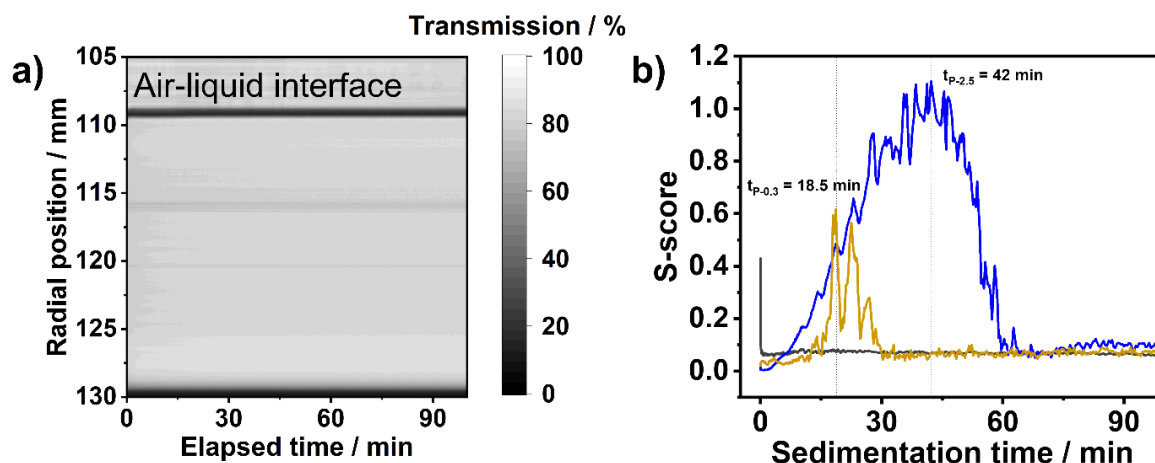 Transmission / %
a)
Air-liquid interface
105
110
115
120
125
130
Radial position / mm
0
30
60
90
Elapsed time / min
100
80
60
40
20
0
b)
1.2
1.0
0.8
0.6
0.4
0.2
0.0
S-score
tP-2.5 = 42 min
tP-0.3 = 18.5 min
0
30
60
90
Sedimentation time / min